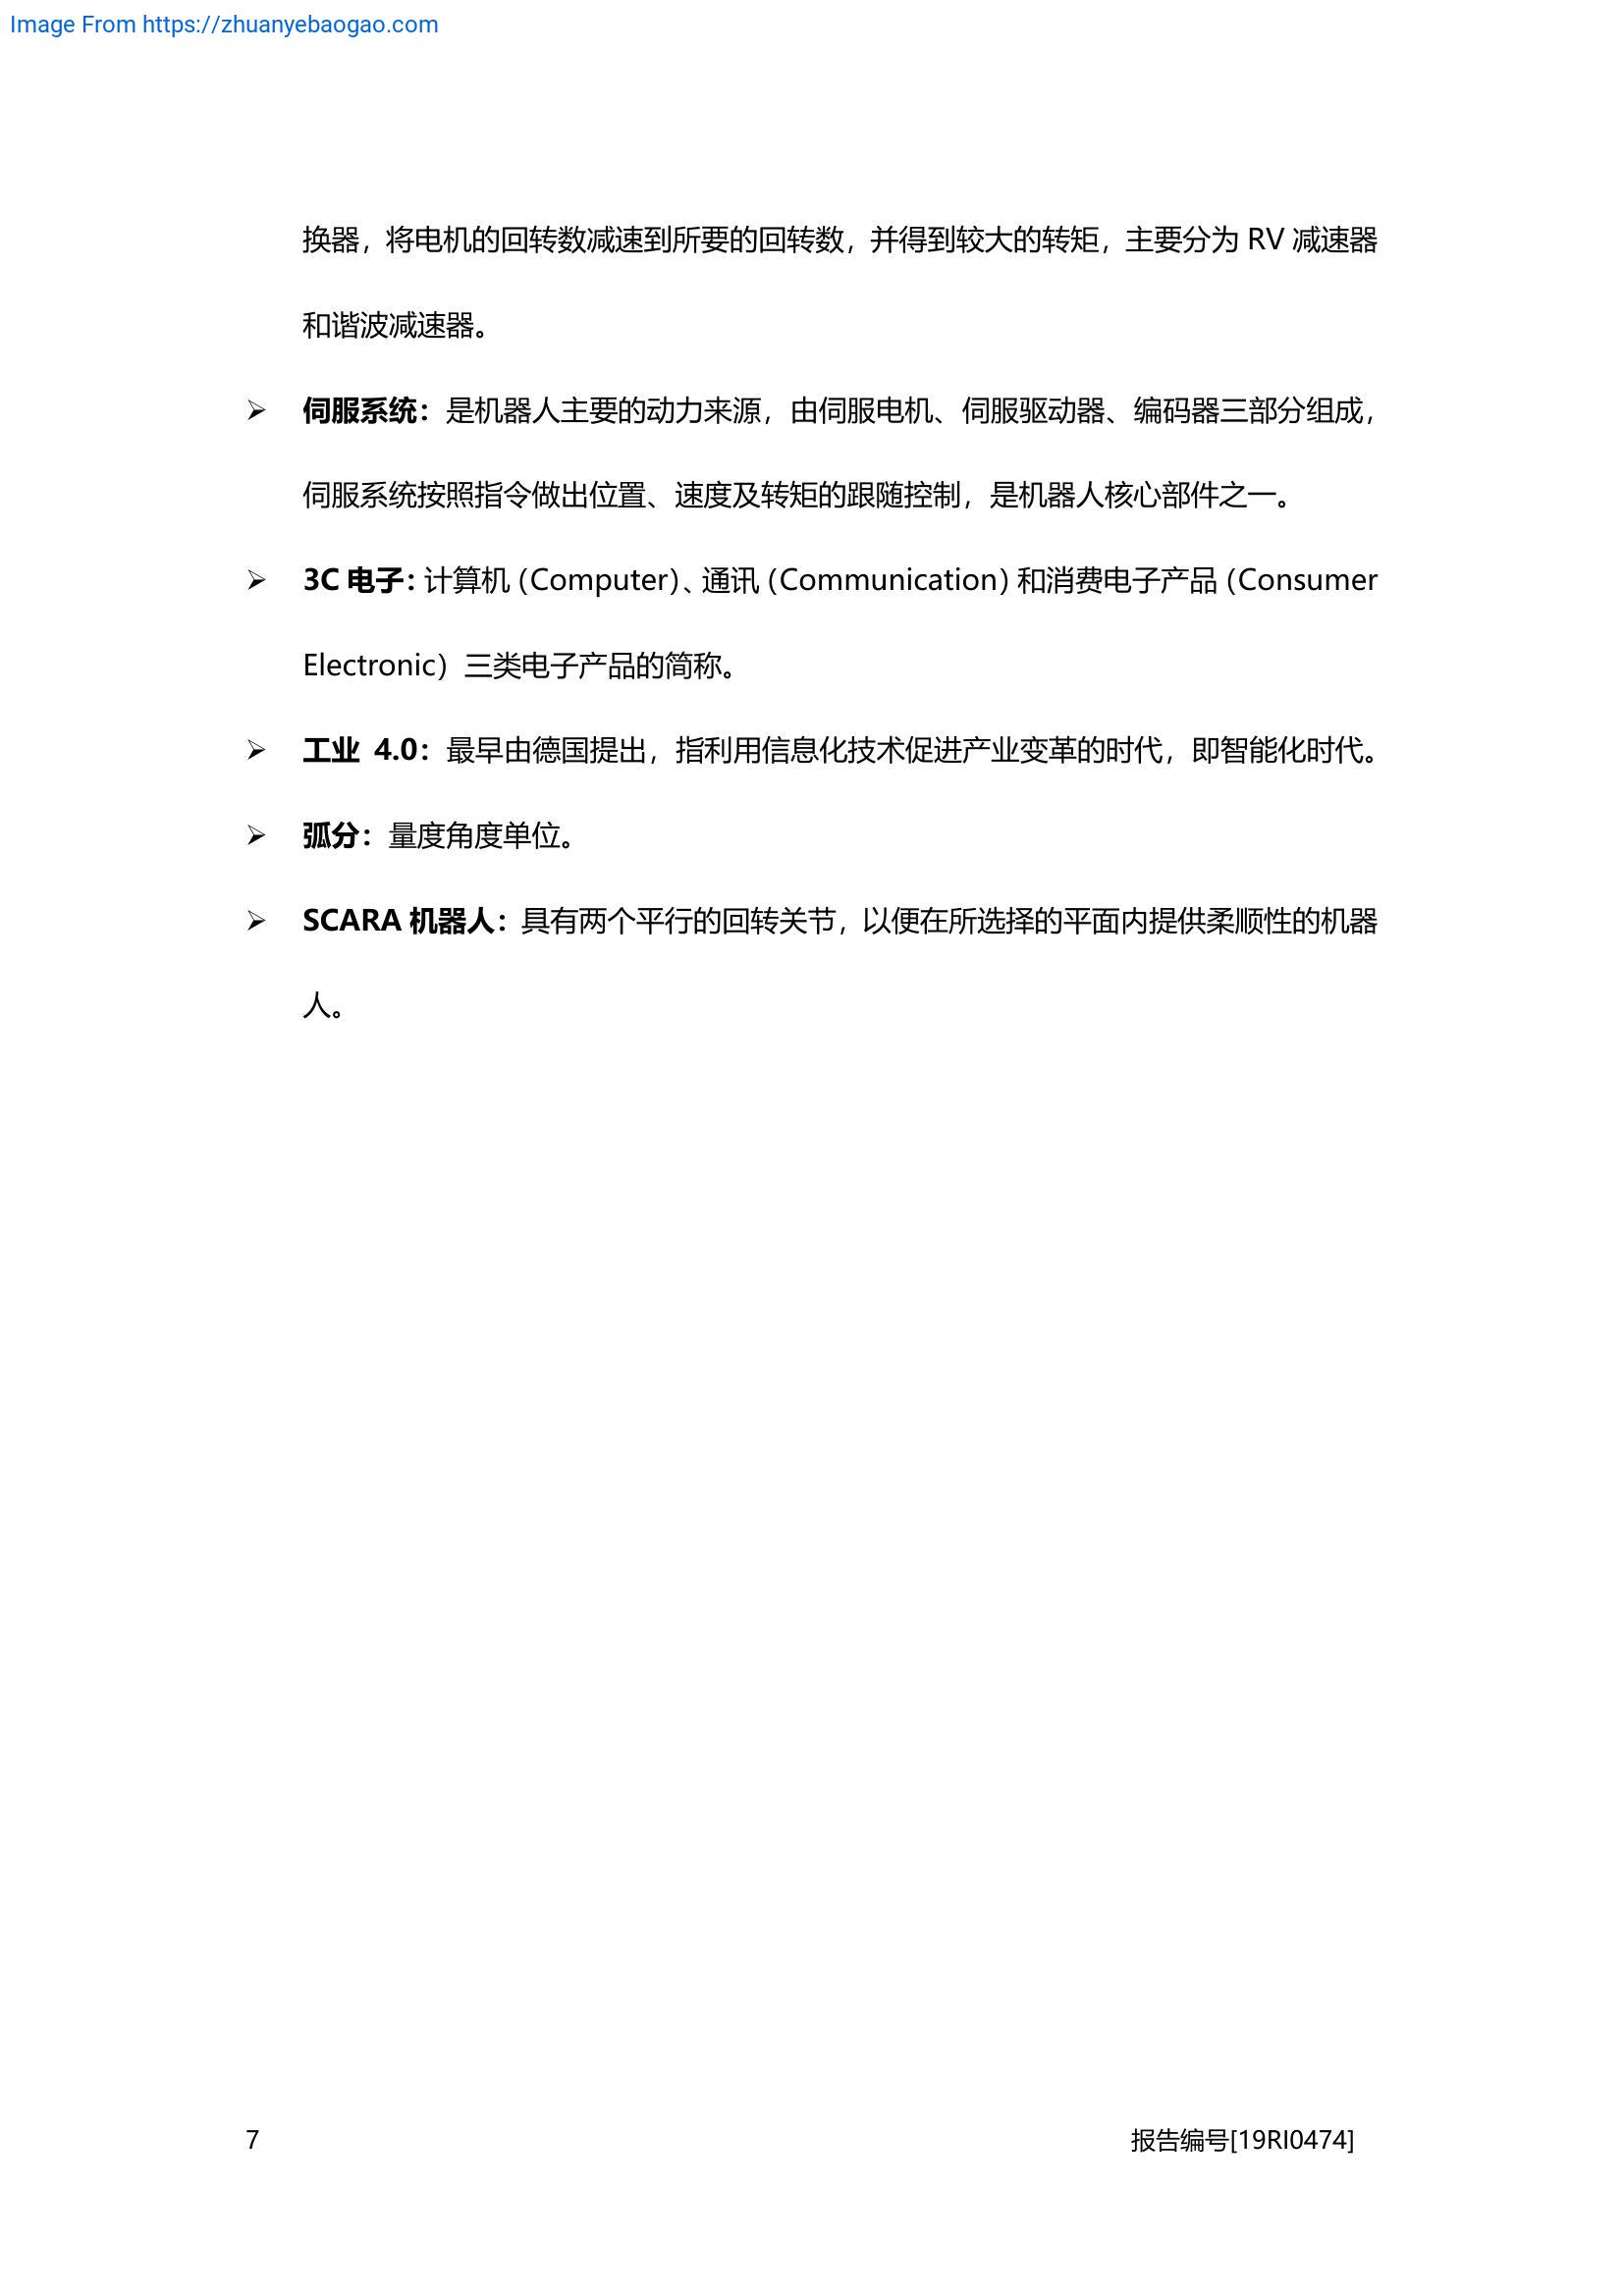 Image From https://zhuanyebaogao.com
换器，将电机的回转数减速到所要的回转数，并得到较大的转矩，主要分为 RV 减速器
和谐波减速器。
➢ 伺服系统：是机器人主要的动力来源，由伺服电机、伺服驱动器、编码器三部分组成，
伺服系统按照指令做出位置、速度及转矩的跟随控制，是机器人核心部件之一。
➢ 3C 电子：计算机（Computer）、通讯（Communication）和消费电子产品（Consumer
Electronic）三类电子产品的简称。
➢ 工业 4.0：最早由德国提出，指利用信息化技术促进产业变革的时代，即智能化时代。
➢ 弧分：量度角度单位。
➢ SCARA 机器人：具有两个平行的回转关节，以便在所选择的平面内提供柔顺性的机器
人。
7 报告编号[19RI0474]